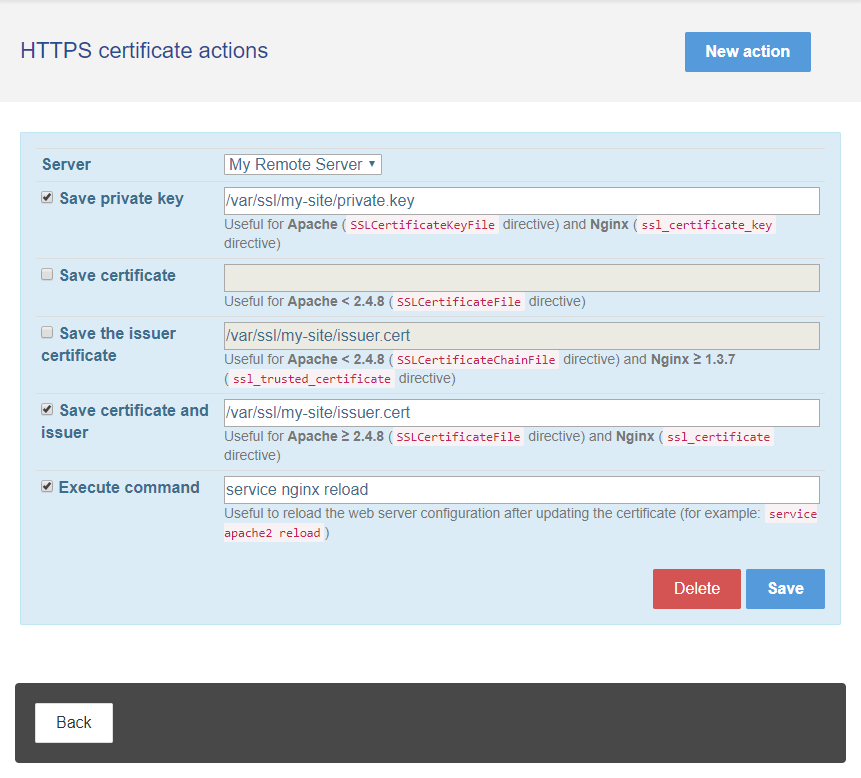 HTTPS certificate actions
New action
Server
My Remote Server
Save private key
/var/ssl/my-site/private.key
Useful for Apache ( SSLCertificateKeyFile directive) and Nginx ( ssl_certificate_key
directive)
Save certificate
Useful for Apache < 2.4.8 ( SSLCertificateFile directive)
Save the issuer
certificate
/var/ssl/my-site/issuer.cert
Useful for Apache < 2.4.8 ( SSLCertificateChainFile directive) and Nginx ≥ 1.3.7
( ssl_trusted_certificate directive)
Save certificate and
issuer
/var/ssl/my-site/issuer.cert
Useful for Apache ≥ 2.4.8 ( SSLCertificateFile directive) and Nginx ( ssl_certificate
directive)
Execute command
service nginx reload
Useful to reload the web server configuration after updating the certificate (for example: service
apache2 reload )
Delete
Save
Back